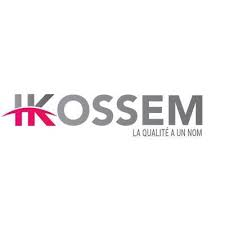 IKOSSEM
LA QUALITÉ A UN NOM